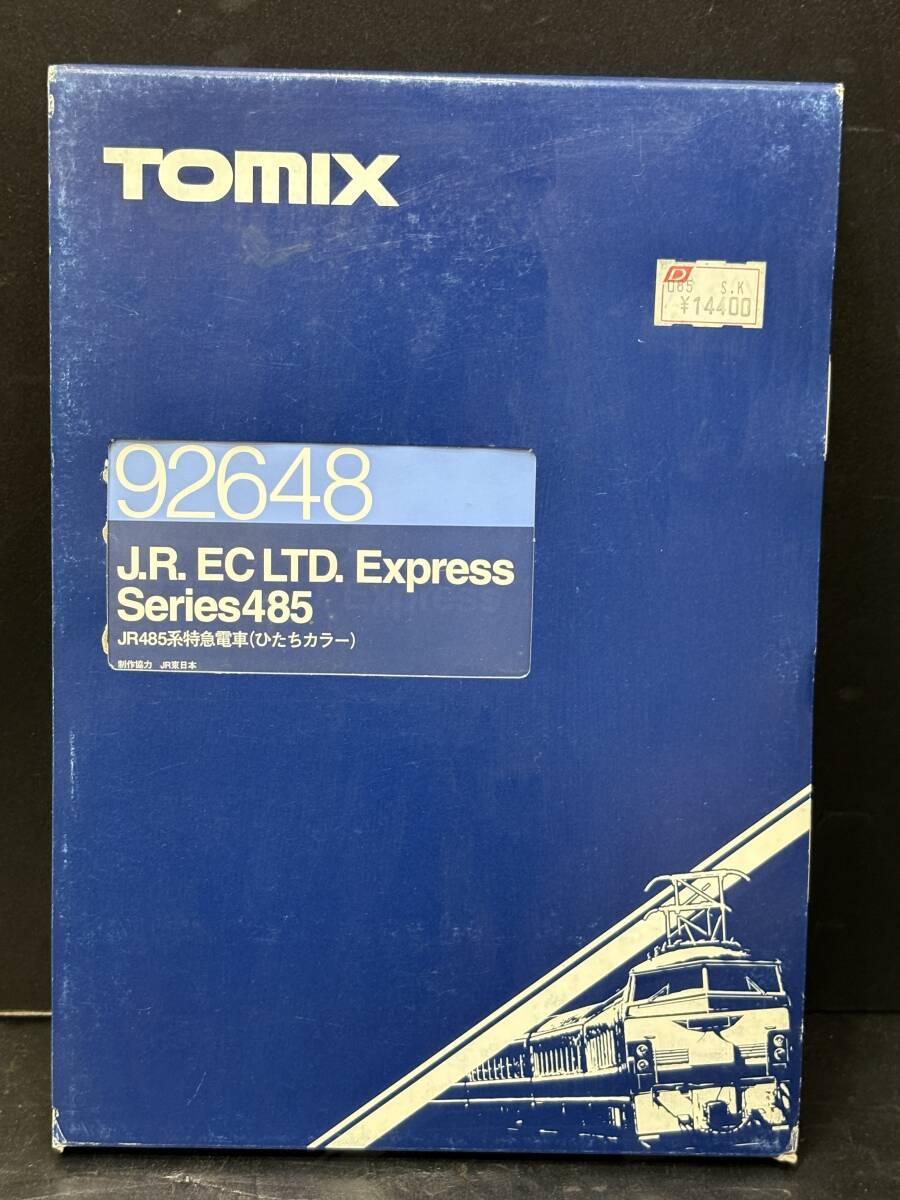 TOMIX
D
085 S.K
¥14400
92648
J.R. EC LTD. Express
Series485
JR485系特急電車(ひたちカラー)
制作協力 JR東日本